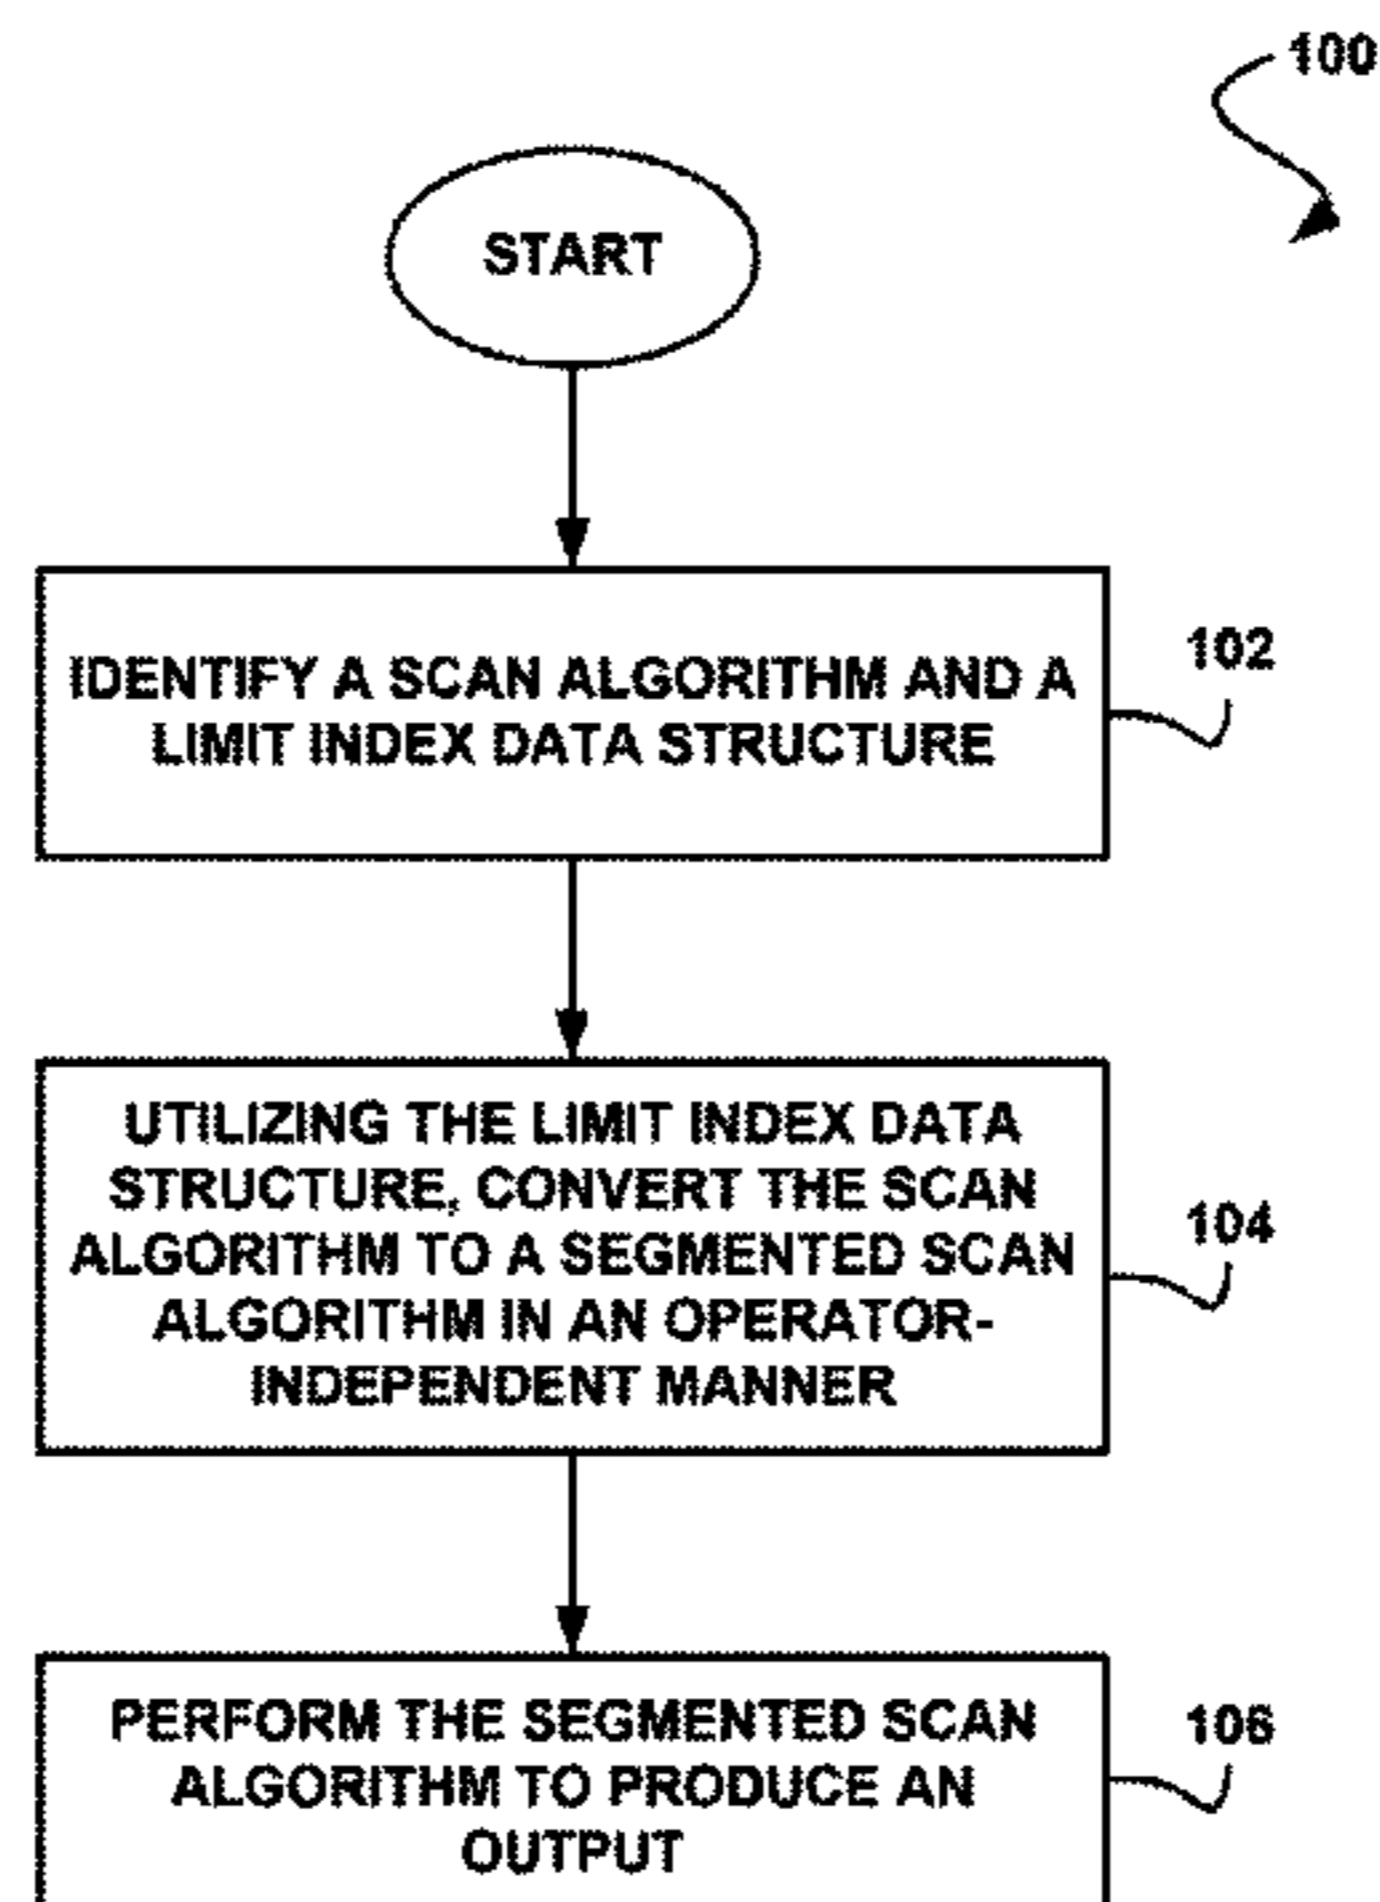 100
START
IDENTIFY A SCAN ALGORITHM AND A
LIMIT INDEX DATA STRUCTURE
102
UTILIZING THE LIMIT INDEX DATA
STRUCTURE, CONVERT THE SCAN
ALGORITHM TO A SEGMENTED SCAN
ALGORITHM IN AN OPERATOR-
INDEPENDENT MANNER
104
PERFORM THE SEGMENTED SCAN
ALGORITHM TO PRODUCE AN
OUTPUT
106